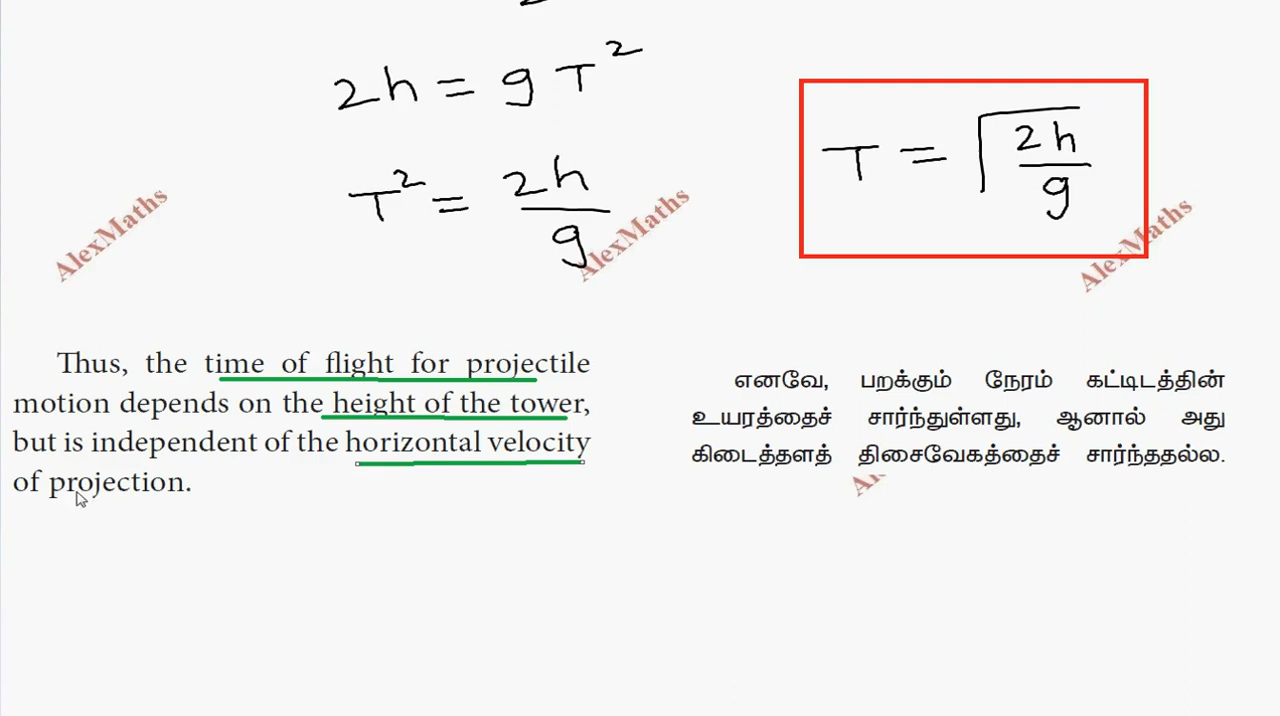 2h = g T²
T² = 2h/g
T = √2h/g
AlexMaths
AlexMaths
AlexMaths
Thus, the time of flight for projectile
motion depends on the height of the tower,
but is independent of the horizontal velocity
of projection.
எனவே, பறக்கும் நேரம் கட்டிடத்தின்
உயரத்தைச் சார்ந்துள்ளது, ஆனால் அது
கிடைத்தளத் திசைவேகத்தைச் சார்ந்ததல்ல.